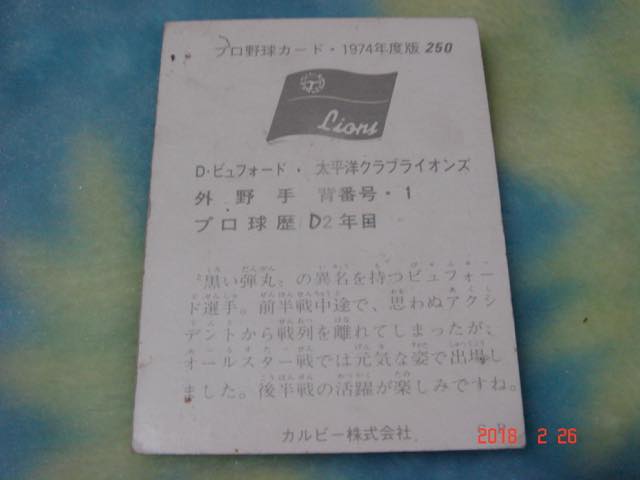 プロ野球カード・1974年度版 250
Lions
D・ビュフォード・太平洋クラブライオンズ
外野手 背番号・1
プロ球歴 D2年国
"黒い弾丸"の異名を持つビュフォー
ド選手。前半戦中途で、思わぬアクシ
デントから戦列を離れてしまったが、
オールスター戦では元気な姿で出場し
ました。後半戦の活躍が楽しみですね。
カルビー株式会社
2018 2 26